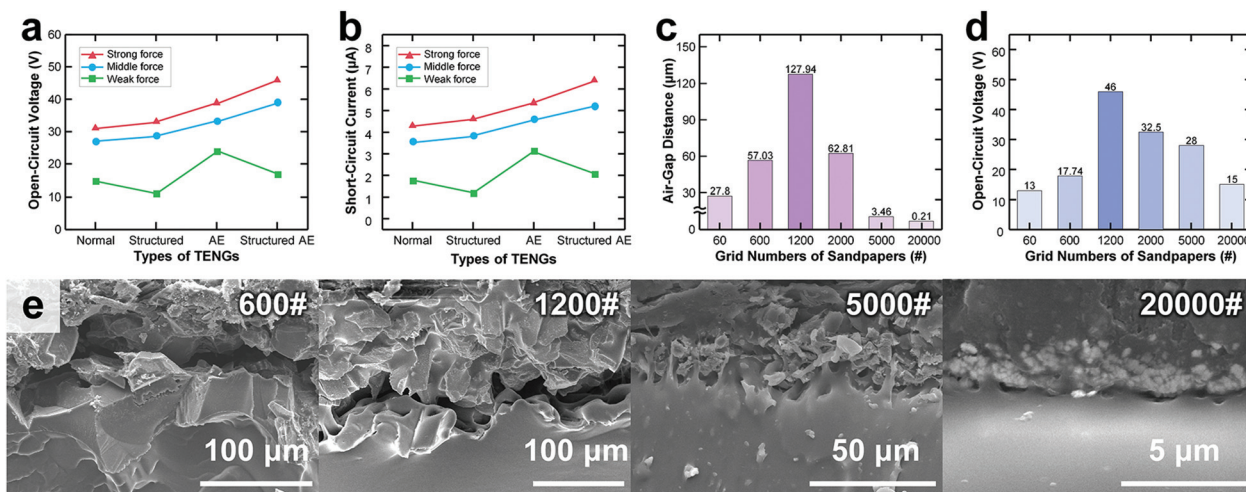 a
60
50
40
30
20
10
0
Open-Circuit Voltage (V)
Strong force
Middle force
Weak force
Normal Structured AE Structured AE
Types of TENGs
b
8
7
6
5
4
3
2
1
0
Short-Circuit Current (μA)
Strong force
Middle force
Weak force
Normal Structured AE Structured AE
Types of TENGs
c
150
120
90
60
30
0
Air-Gap Distance (μm)
27.8
57.03
127.94
62.81
3.46
0.21
60 600 1200 2000 5000 20000
Grid Numbers of Sandpapers (#)
d
60
50
40
30
20
10
0
Open-Circuit Voltage (V)
13
17.74
46
32.5
28
15
60 600 1200 2000 5000 20000
Grid Numbers of Sandpapers (#)
e
600#
100 μm
1200#
100 μm
5000#
50 μm
20000#
5 μm